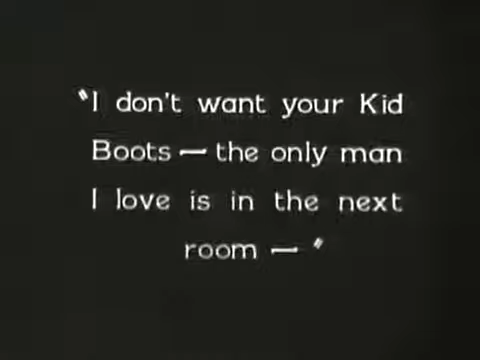 "I don't want your Kid
Boots — the only man
I love is in the next
room — "